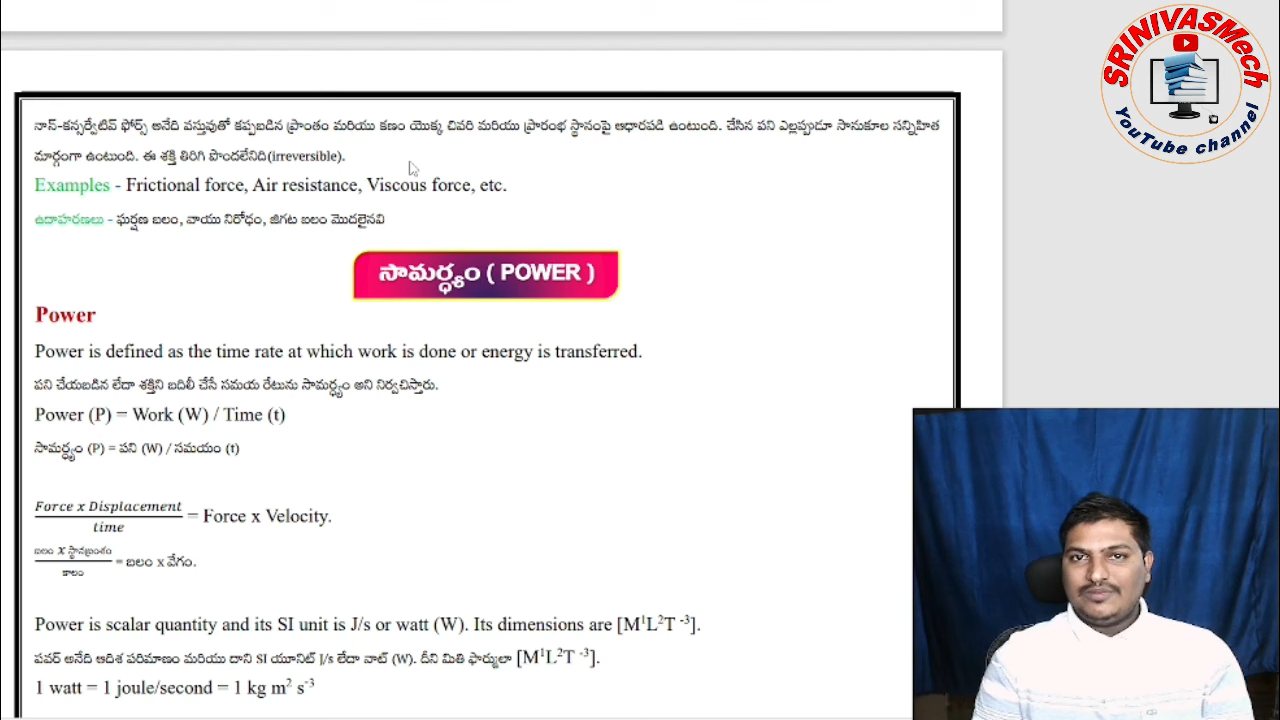 నాన్-కన్సర్వేటివ్ ఫోర్స్ అనేది వస్తువుతో కప్పబడిన ప్రాంతం మరియు కణం యొక్క చివరి మరియు ప్రారంభ స్థానంపై ఆధారపడి ఉంటుంది. చేసిన పని ఎల్లప్పుడూ సానుకూల సన్నిహిత
మార్గంగా ఉంటుంది. ఈ శక్తి తిరిగి పొందలేనిది(irreversible).
Examples - Frictional force, Air resistance, Viscous force, etc.
ఉదాహరణలు - ఘర్షణ బలం, వాయు నిరోధం, జిగట బలం మొదలైనవి
సామర్ధ్యం ( POWER )
Power
Power is defined as the time rate at which work is done or energy is transferred.
పని చేయబడిన లేదా శక్తిని బదిలీ చేసే సమయ రేటును సామర్ధ్యం అని నిర్వచిస్తారు.
Power (P) = Work (W) / Time (t)
సామర్ధ్యం (P) = పని (W) / సమయం (t)
Force x Displacement
time
= Force x Velocity.
బలం x స్థానభ్రంశం
కాలం
= బలం x వేగం.
Power is scalar quantity and its SI unit is J/s or watt (W). Its dimensions are [M¹L²T ⁻³].
పవర్ అనేది ఆదిశ పరిమాణం మరియు దాని SI యూనిట్ J/s లేదా వాట్ (W). దీని మితి ఫార్ములా [M¹L²T ⁻³].
1 watt = 1 joule/second = 1 kg m² s⁻³
SRINIVASMech
YouTube channel